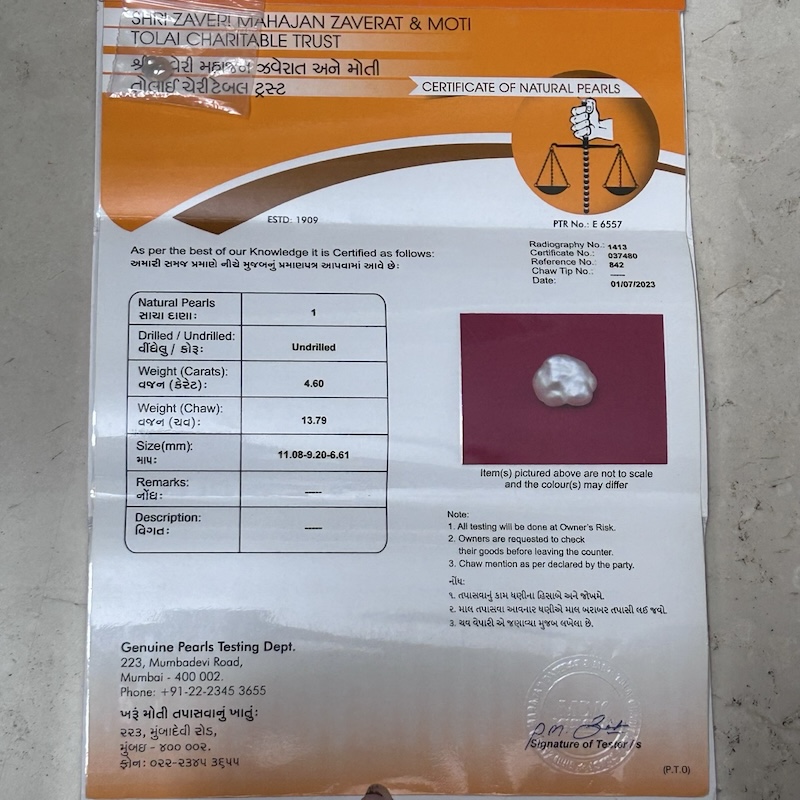 SHRI ZAVERI MAHAJAN ZAVERAT & MOTI
TOLAI CHARITABLE TRUST
શ્રી ઝવેરી મહાજન ઝવેરાત અને મોતી
તોલાઈ ચેરીટેબલ ટ્રસ્ટ
CERTIFICATE OF NATURAL PEARLS
ESTD: 1909
PTR No.: E 6557
As per the best of our Knowledge it is Certified as follows:
અમારી સમજ પ્રમાણે નીચે મુજબનું પ્રમાણપત્ર આપવામાં આવે છે:
Radiography No.: 1413
Certificate No.: 037480
Reference No.: 842
Chaw Tip No.: ----
Date: 01/07/2023
Natural Pearls 1
સાચા દાણા:
Drilled / Undrilled: Undrilled
વીંધેલુ / કોરૂ:
Weight (Carats): 4.60
વજન (કેરેટ):
Weight (Chaw): 13.79
વજન (ચવ):
Size(mm): 11.08-9.20-6.61
માપ:
Remarks: ----
નોંધ:
Description: ----
વિગત:
Item(s) pictured above are not to scale
and the colour(s) may differ
Note:
1. All testing will be done at Owner's Risk.
2. Owners are requested to check
their goods before leaving the counter.
3. Chaw mention as per declared by the party.
નોંધ:
૧. તપાસવાનું કામ ધણીના હિસાબે અને જોખમે.
૨. માલ તપાસવા આવનાર ધણીએ માલ બરાબર તપાસી લઈ જવો.
૩. ચવ વેપારી એ જણાવ્યા મુજબ લખેલા છે.
Genuine Pearls Testing Dept.
223, Mumbadevi Road,
Mumbai - 400 002.
Phone: +91-22-2345 3655
ખરૂં મોતી તપાસવાનું ખાતું:
૨૨૩, મુંબાદેવી રોડ,
મુંબઇ - ૪૦૦ ૦૦૨.
ફોન: ૦૨૨-૨૩૪૫ ૩૬૫૫
Signature of Tester/s
(P.T.O)